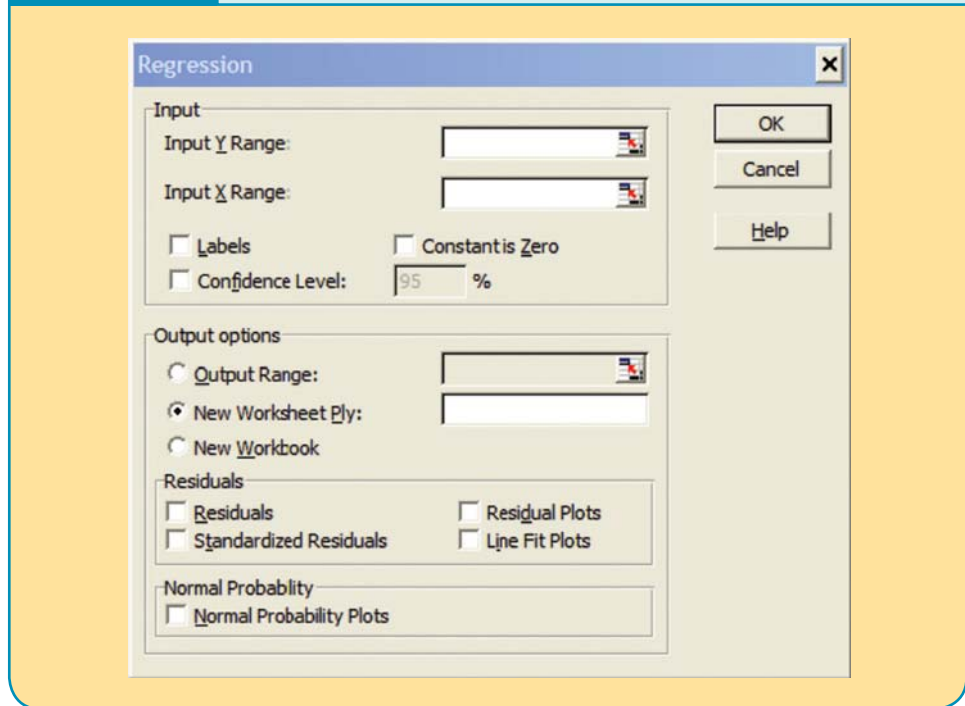 Regression
Input
Input Y Range:
Input X Range:
Labels
Constant is Zero
Confidence Level:
95 %
OK
Cancel
Help
Output options
Output Range:
New Worksheet Ply:
New Workbook
Residuals
Residuals
Residual Plots
Standardized Residuals
Line Fit Plots
Normal Probablity
Normal Probability Plots